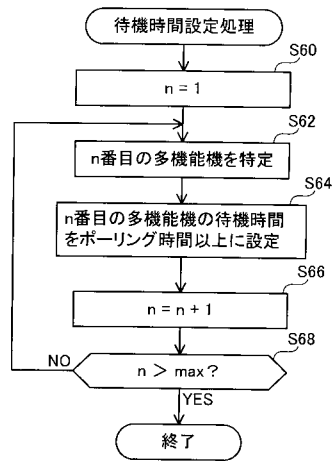 待機時間設定処理
S60
n = 1
S62
n番目の多機能機を特定
S64
n番目の多機能機の待機時間
をポーリング時間以上に設定
S66
n = n + 1
S68
n > max?
NO
YES
終了